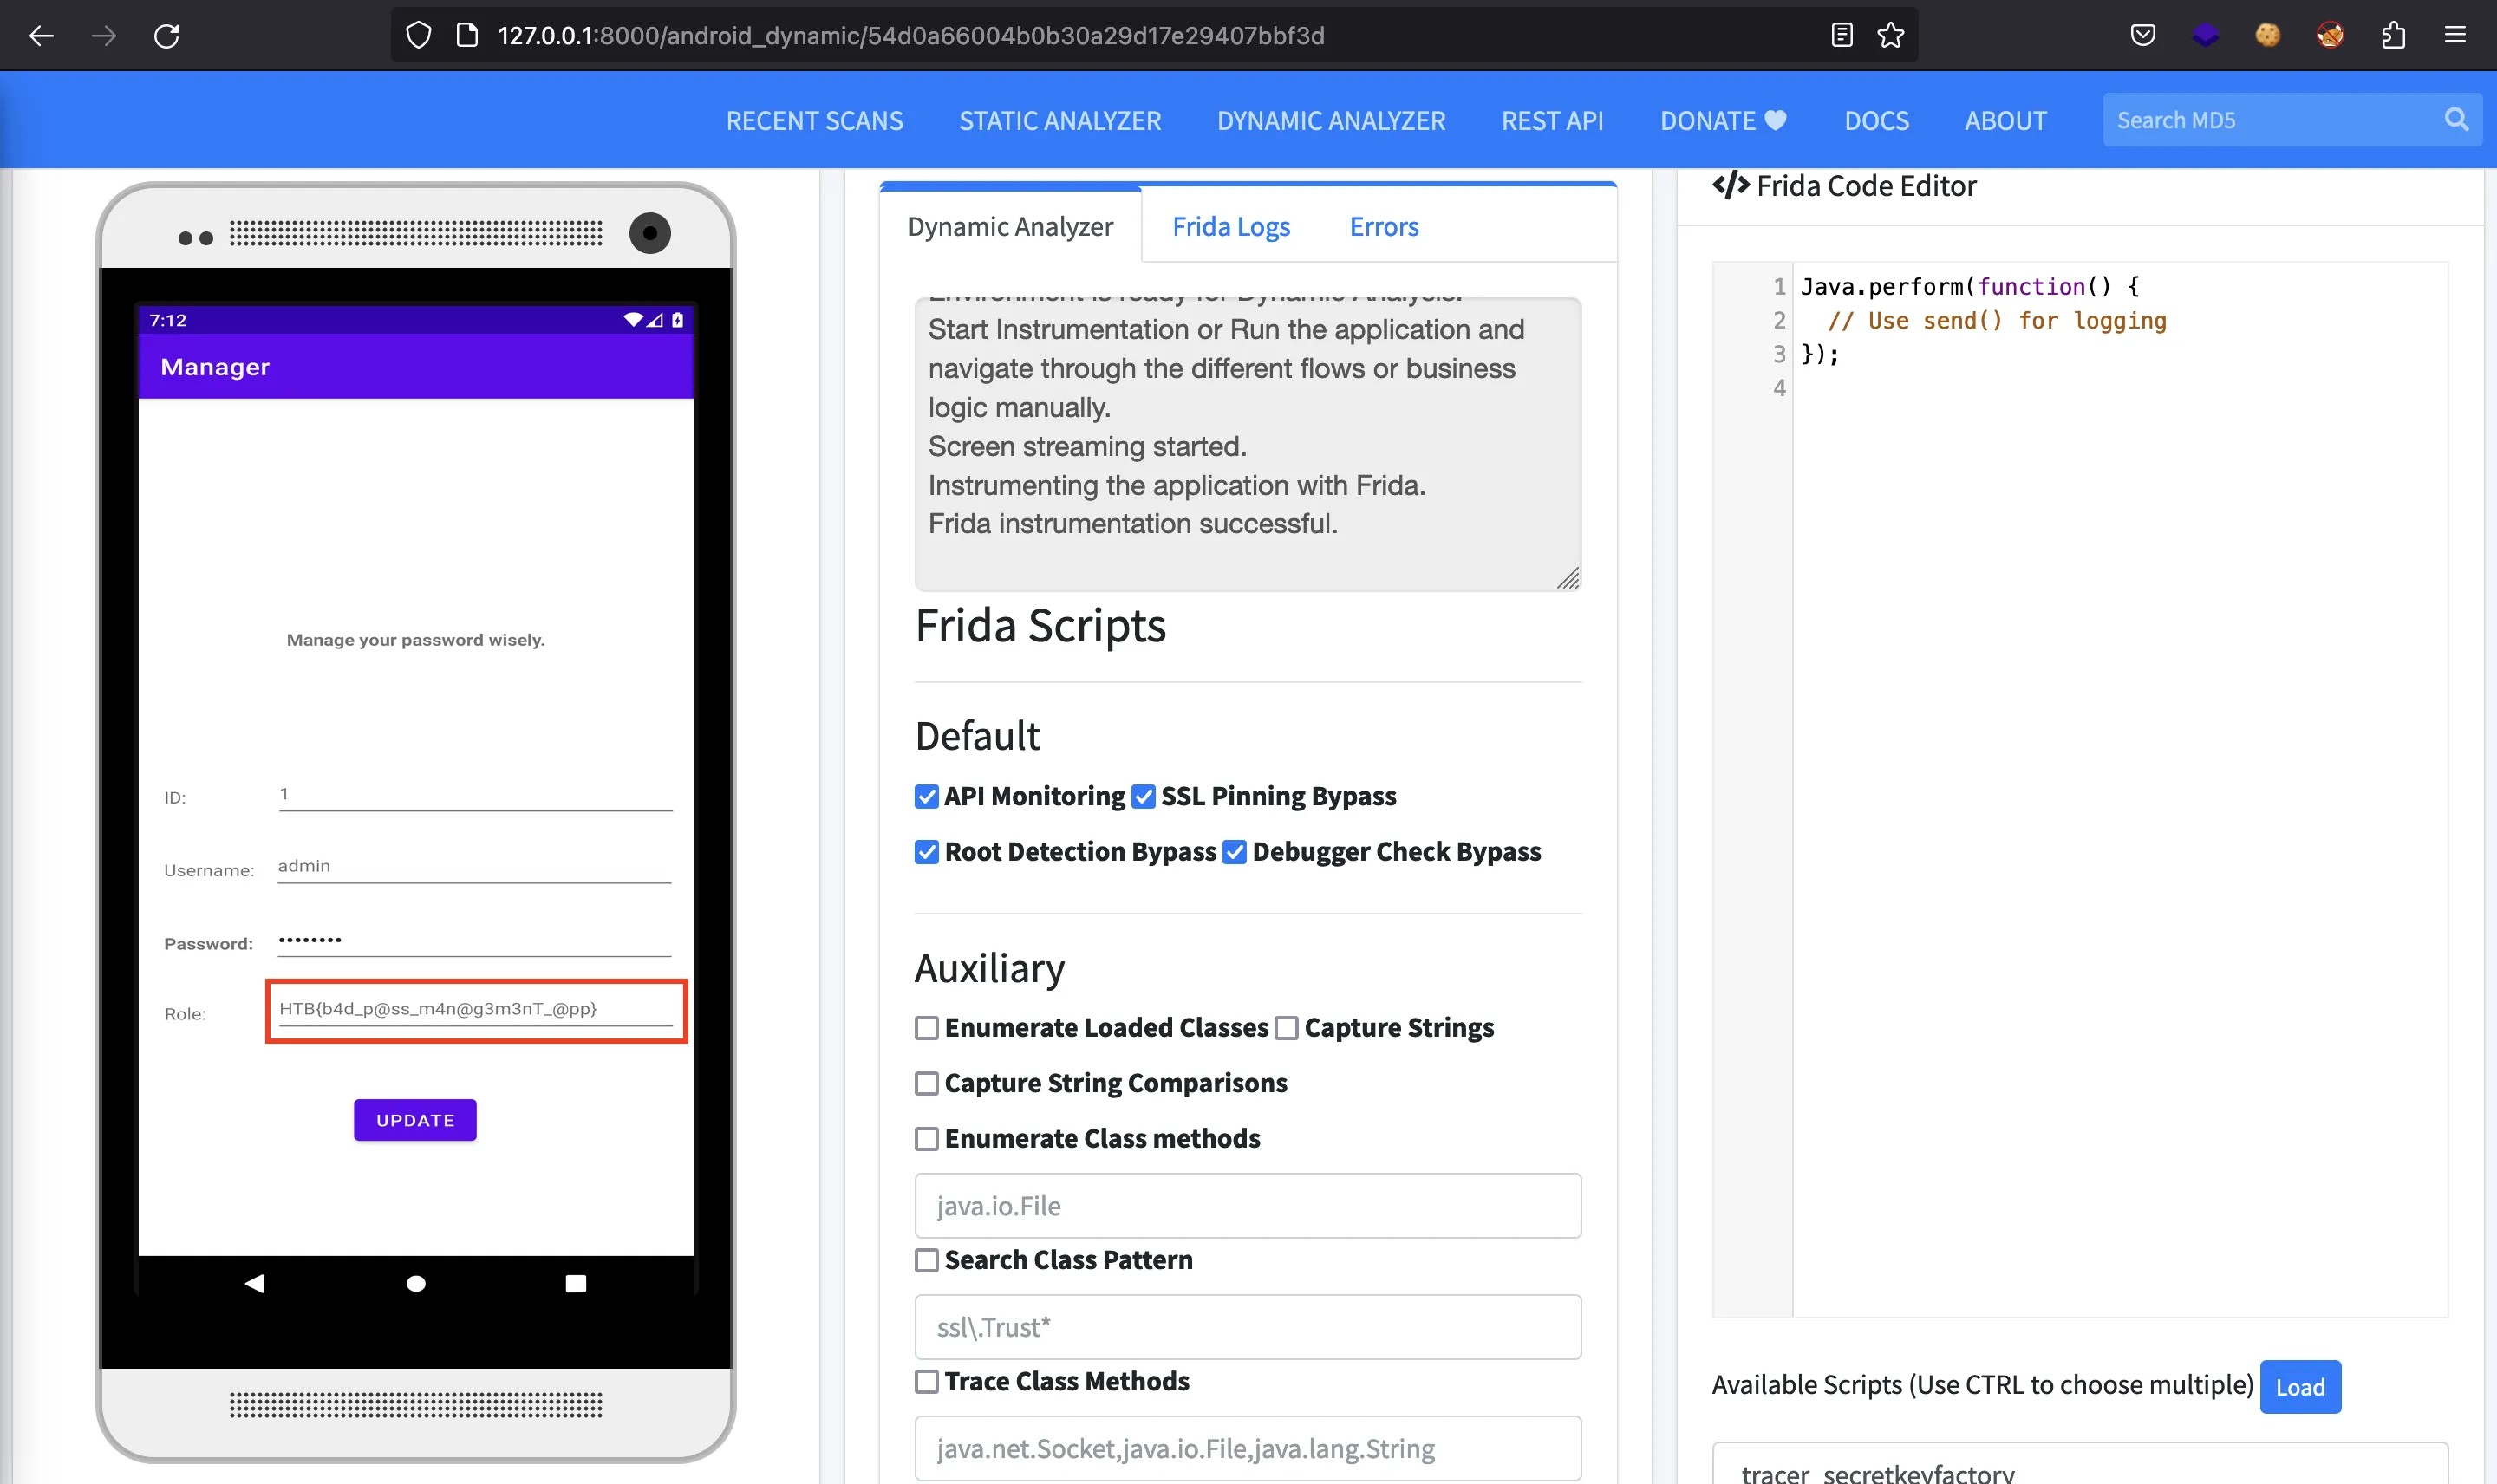 127.0.0.1:8000/android_dynamic/54d0a66004b0b30a29d17e29407bbf3d
RECENT SCANS STATIC ANALYZER DYNAMIC ANALYZER REST API DONATE DOCS ABOUT Search MD5
7:12
Manager
Manage your password wisely.
ID: 1
Username: admin
Password: ••••••••
Role: HTB{b4d_p@ss_m4n@g3m3nT_@pp}
UPDATE
Dynamic Analyzer Frida Logs Errors
Environment is ready for Dynamic Analysis.
Start Instrumentation or Run the application and
navigate through the different flows or business
logic manually.
Screen streaming started.
Instrumenting the application with Frida.
Frida instrumentation successful.
Frida Scripts
Default
API Monitoring SSL Pinning Bypass
Root Detection Bypass Debugger Check Bypass
Auxiliary
Enumerate Loaded Classes Capture Strings
Capture String Comparisons
Enumerate Class methods
java.io.File
Search Class Pattern
ssl\.Trust*
Trace Class Methods
java.net.Socket,java.io.File,java.lang.String
</> Frida Code Editor
1 Java.perform(function() {
2 // Use send() for logging
3 });
4
Available Scripts (Use CTRL to choose multiple) Load
tracer_secretkeyfactory